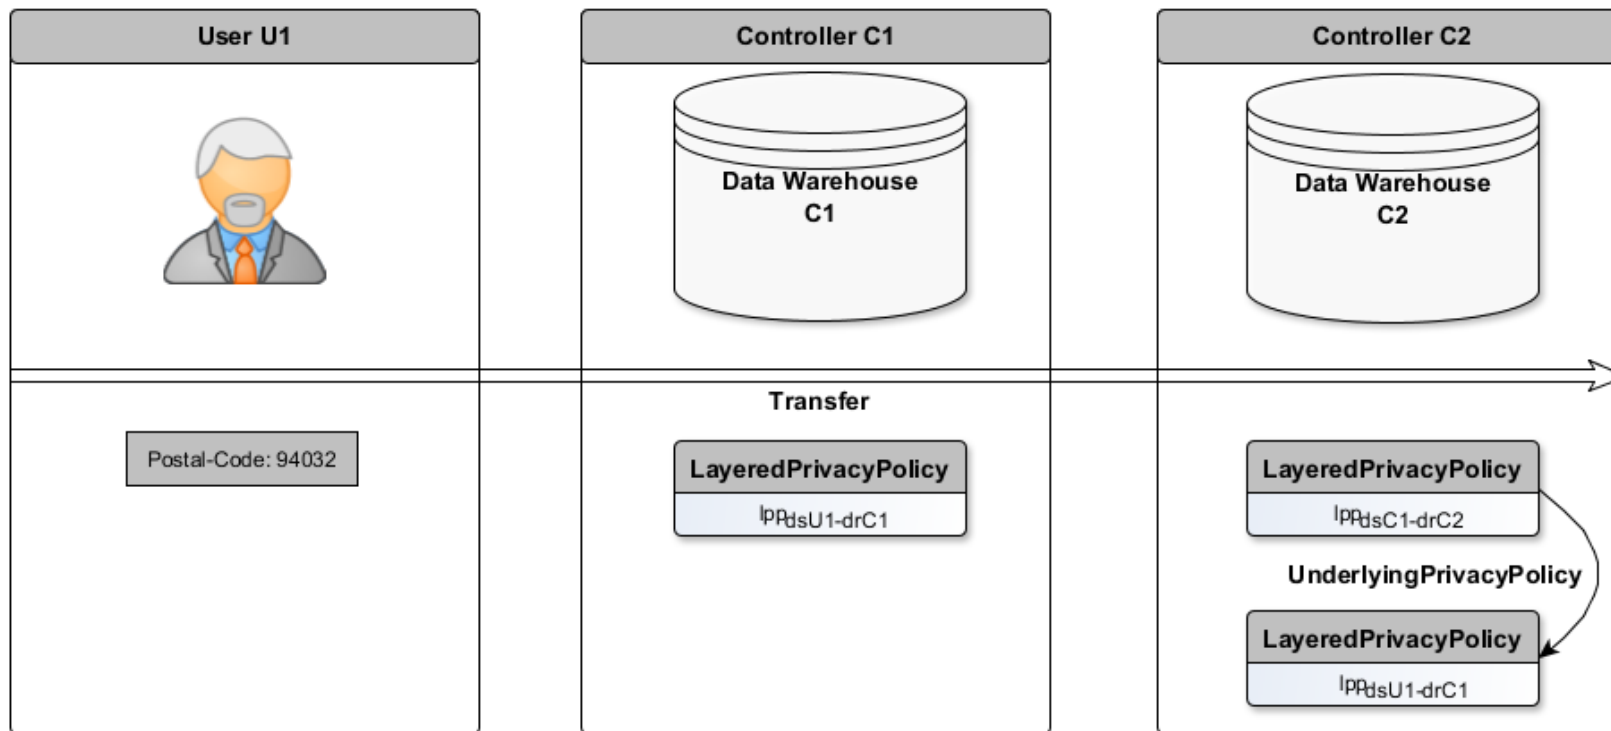 User U1
Controller C1
Controller C2
Data Warehouse
C1
Data Warehouse
C2
Transfer
Postal-Code: 94032
LayeredPrivacyPolicy
lppdsU1-drC1
LayeredPrivacyPolicy
lppdsC1-drC2
UnderlyingPrivacyPolicy
LayeredPrivacyPolicy
lppdsU1-drC1